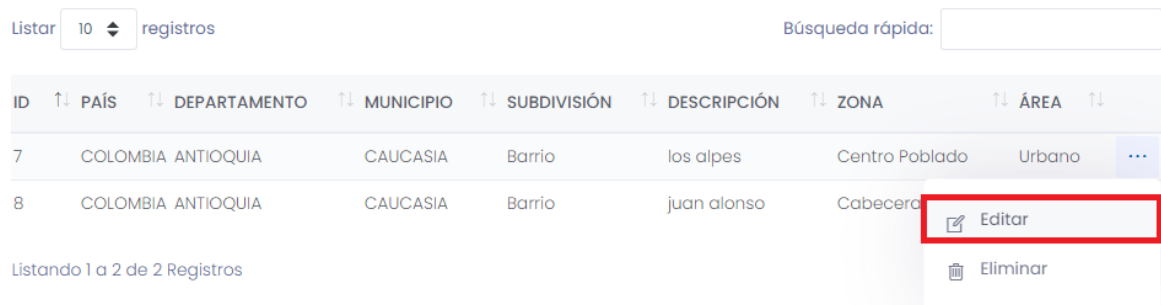 Listar 10 registros Búsqueda rápida:
ID PAÍS DEPARTAMENTO MUNICIPIO SUBDIVISIÓN DESCRIPCIÓN ZONA ÁREA
7 COLOMBIA ANTIOQUIA CAUCASIA Barrio los alpes Centro Poblado Urbano ...
8 COLOMBIA ANTIOQUIA CAUCASIA Barrio juan alonso Cabecera
Editar
Listando 1 a 2 de 2 Registros Eliminar